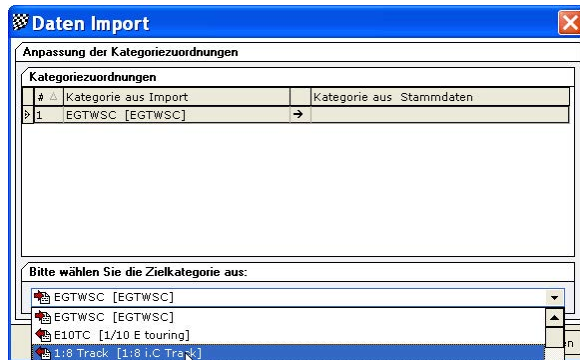 Daten Import
Anpassung der Kategoriezuordnungen
Kategoriezuordnungen
# Kategorie aus Import Kategorie aus Stammdaten
1 EGTWSC [EGTWSC]
Bitte wählen Sie die Zielkategorie aus:
EGTWSC [EGTWSC]
EGTWSC [EGTWSC]
E10TC [1/10 E touring]
1:8 Track [1:8 i.C Track]